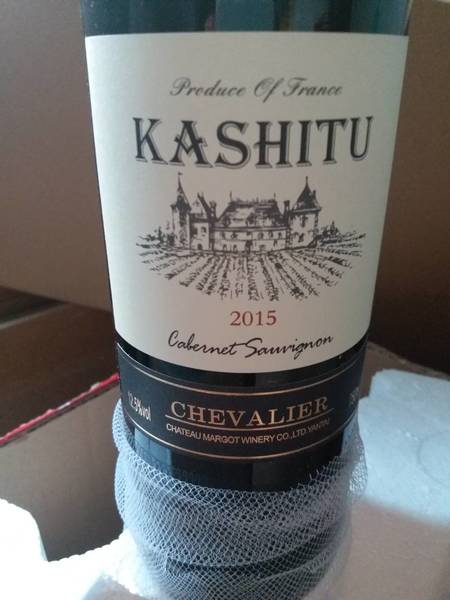 Produce Of France
KASHITU
2015
Cabernet Sauvignon
12.5%vol
CHEVALIER
CHATEAU MARGOT WINERY CO.,LTD.YANTAI